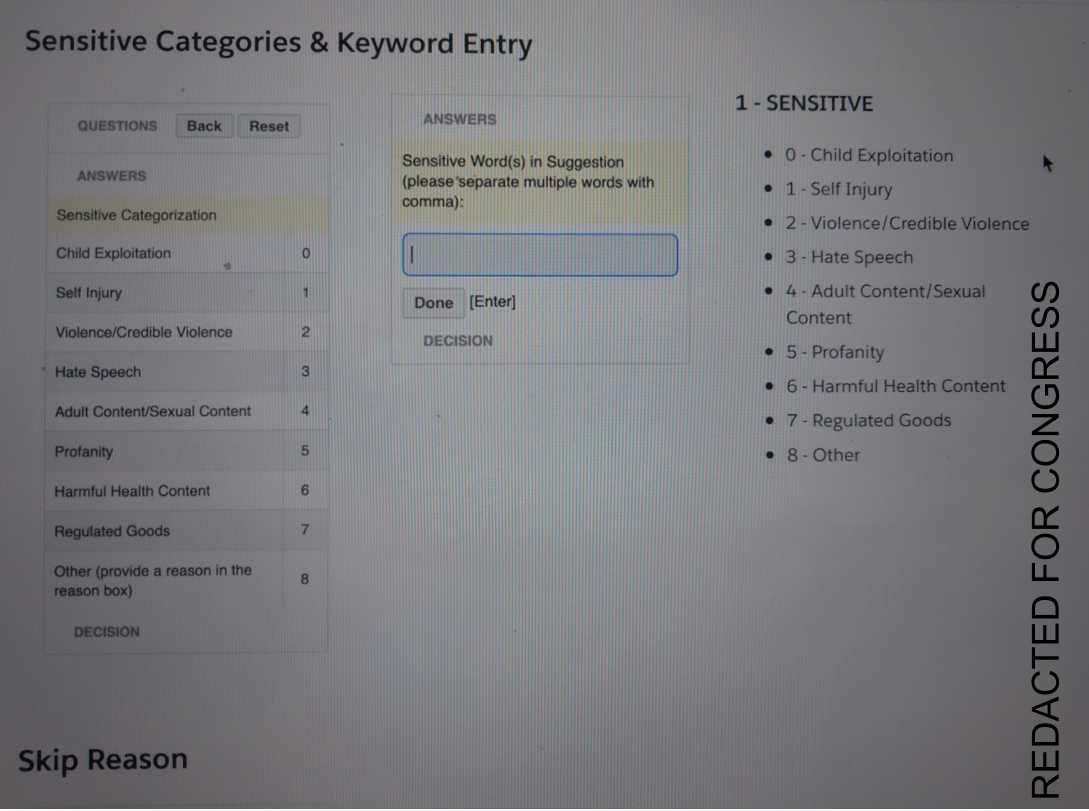 Sensitive Categories & Keyword Entry
QUESTIONS Back Reset
ANSWERS
Sensitive Categorization
Child Exploitation 0
Self Injury 1
Violence/Credible Violence 2
Hate Speech 3
Adult Content/Sexual Content 4
Profanity 5
Harmful Health Content 6
Regulated Goods 7
Other (provide a reason in the
reason box) 8
DECISION
ANSWERS
Sensitive Word(s) in Suggestion
(please separate multiple words with
comma):
Done [Enter]
DECISION
1 - SENSITIVE
• 0 - Child Exploitation
• 1 - Self Injury
• 2 - Violence/Credible Violence
• 3 - Hate Speech
• 4 - Adult Content/Sexual
Content
• 5 - Profanity
• 6 - Harmful Health Content
• 7 - Regulated Goods
• 8 - Other
Skip Reason
REDACTED FOR CONGRESS